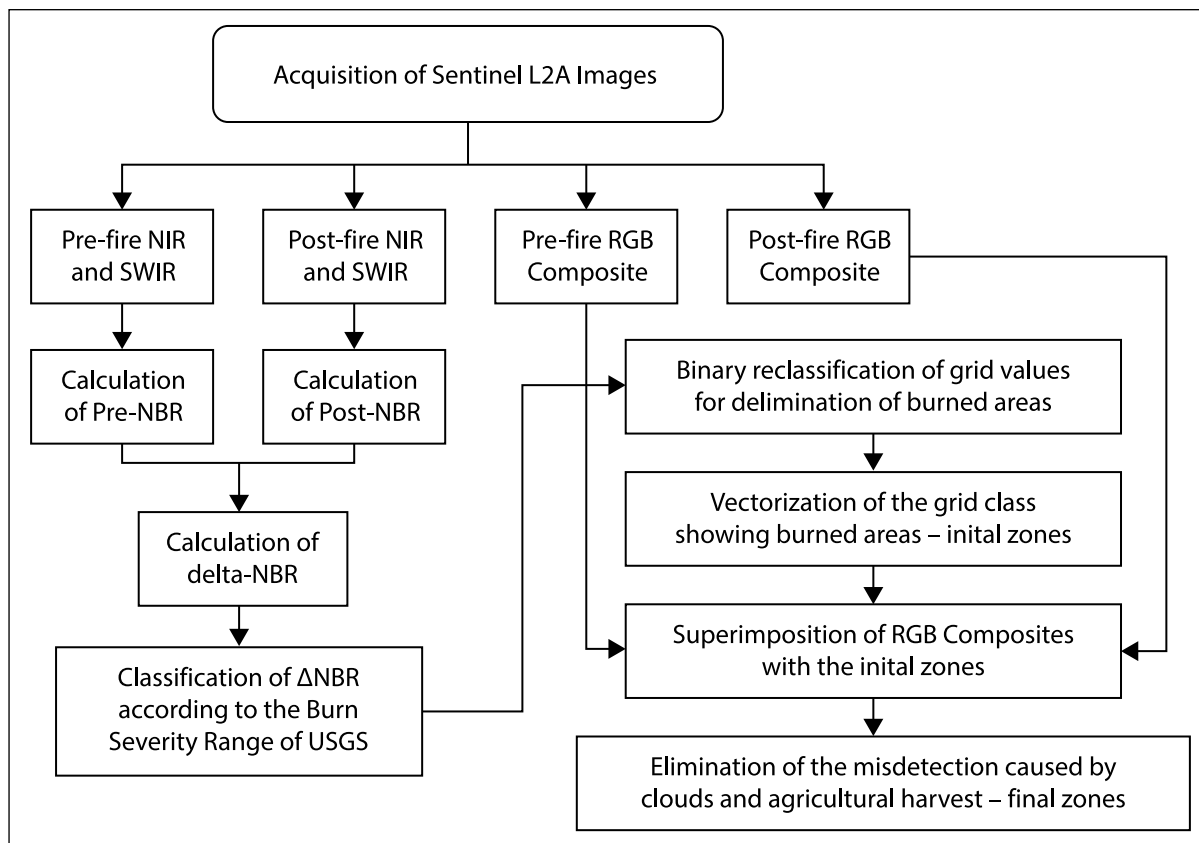 Acquisition of Sentinel L2A Images
Pre-fire NIR
and SWIR
Post-fire NIR
and SWIR
Pre-fire RGB
Composite
Post-fire RGB
Composite
Calculation
of Pre-NBR
Calculation
of Post-NBR
Binary reclassification of grid values
for delimination of burned areas
Vectorization of the grid class
showing burned areas – inital zones
Calculation of
delta-NBR
Superimposition of RGB Composites
with the inital zones
Classification of ΔNBR
according to the Burn
Severity Range of USGS
Elimination of the misdetection caused by
clouds and agricultural harvest – final zones